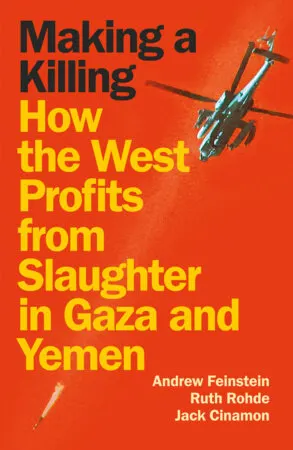 Making a
Killing
How
the West
Profits
from
Slaughter
in Gaza and
Yemen
Andrew Feinstein
Ruth Rohde
Jack Cinamon